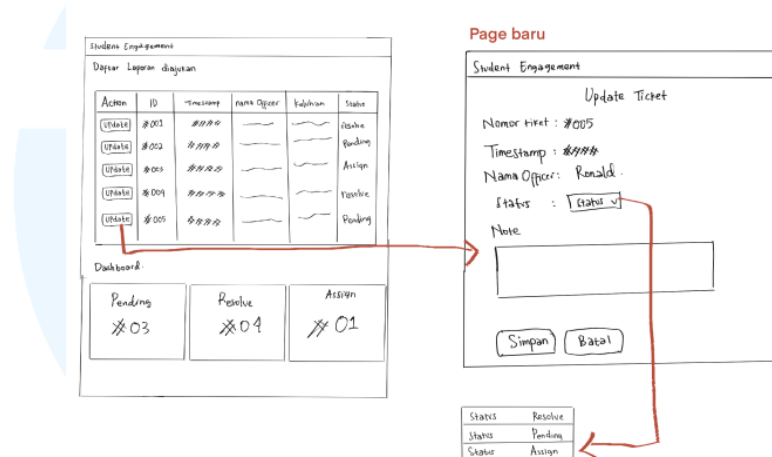 Page baru
Student Engagement
Daftar Laporan diajukan
Action ID Timestamp nama Officer Keluhan Status
Update #001 #### resolve
Update #002 #### Pending
Update #003 #### Assign
Update #004 #### resolve
Update #005 #### Pending
Dashboard.
Pending Resolve Assign
#03 #04 #01
Student Engagement
Update Ticket
Nomor tiket : #005
Timestamp : ####
Nama Officer : Ronald.
Status : Status v
Note
Simpan Batal
Status Resolve
Status Pending
Status Assign